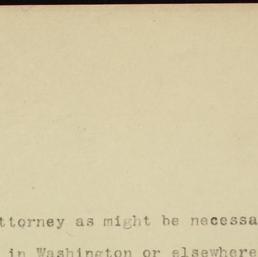 ttorney as might be necessa
in Washington or elsewhere